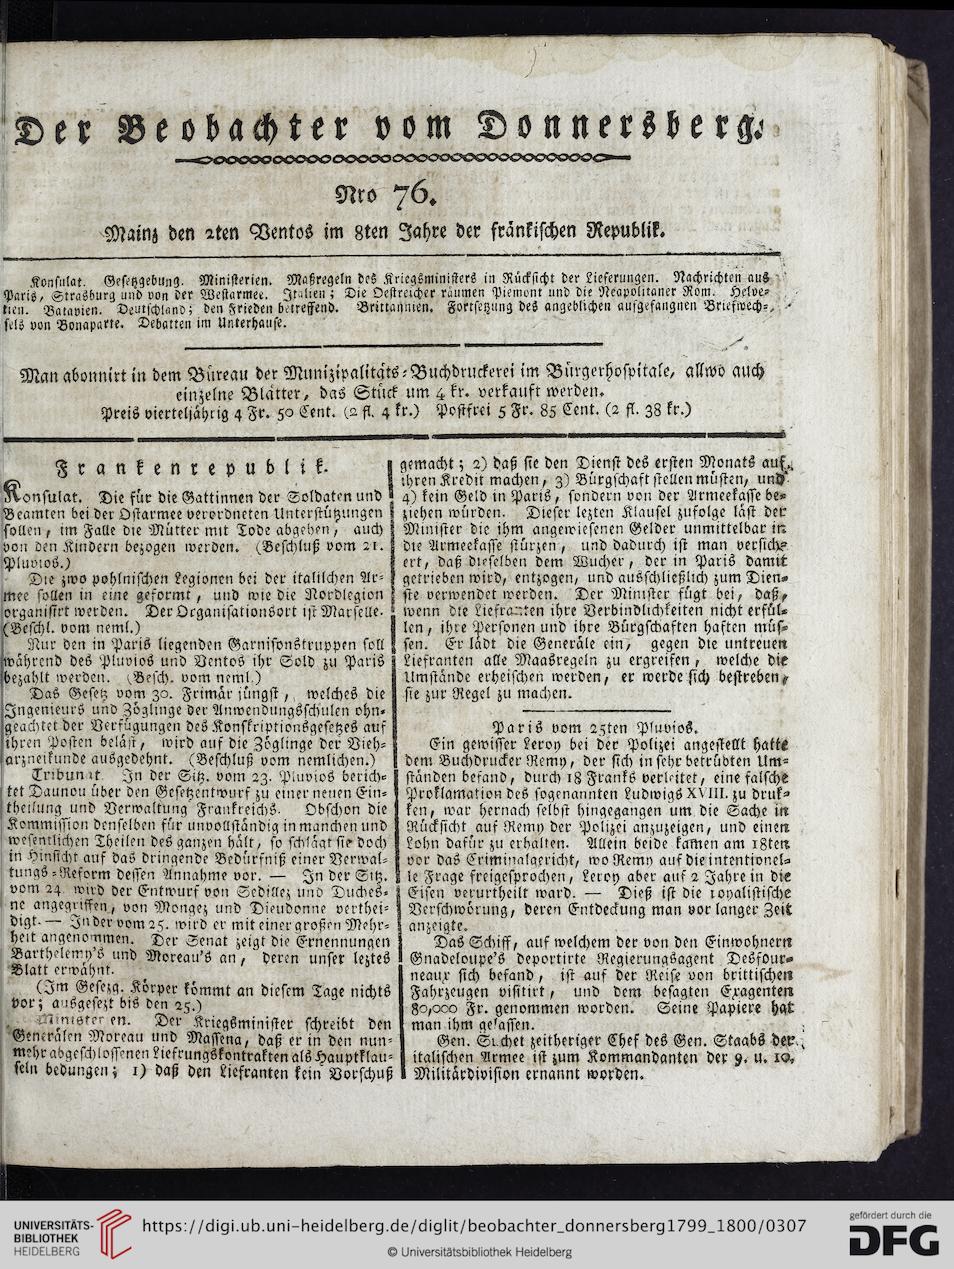 Der Beobachter vom Donnersberg.
Nro 76.
Mainz den 2ten Ventos im 8ten Jahre der fränkischen Republik.
Konsulat. Gesetzgebung. Ministerien. Maßregeln des Kriegsministers in Rücksicht der Lieferungen. Nachrichten aus
Paris, Strasburg und von der Westarmee. Italien; Die Oestreicher räumen Piemont und die Neapolitaner Rom. Helve-
tien. Batavien. Deutschland; den Frieden betreffend. Brittannien. Fortsetzung des angeblichen aufgefangnen Briefwech-
sels von Bonaparte. Debatten im Unterhause.
Man abonnirt in dem Büreau der Munizipalitäts-Buchdruckerei im Bürgerhospitale, allwo auch
einzelne Blätter, das Stück um 4 kr. verkauft werden.
Preis vierteljährig 4 Fr. 50 Cent. (2 fl. 4 kr.) Postfrei 5 Fr. 85 Cent. (2 fl. 38 kr.)
Frankenrepublik.
Konsulat. Die für die Gattinnen der Soldaten und
Beamten bei der Ostarmee verordneten Unterstützungen
sollen, im Falle die Mütter mit Tode abgehen, auch
von den Kindern bezogen werden. (Beschluß vom 21.
Pluvios.)
Die zwo pohlnischen Legionen bei der italilchen Ar-
mee sollen in eine geformt, und wie die Nordlegion
organisirt werden. Der Organisationsort ist Marselle.
(Beschl. vom neml.)
Nur den in Paris liegenden Garnisonstruppen soll
während des Pluvios und Ventos ihr Sold zu Paris
bezahlt werden. (Besch. vom neml.)
Das Gesetz vom 30. Frimär jüngst, welches die
Ingenieurs und Zöglinge der Anwendungsschulen ohn-
geachtet der Verfügungen des Konskriptionsgesetzes auf
ihren Posten beläst, wird auf die Zöglinge der Vieh-
arzneikunde ausgedehnt. (Beschluß vom nemlichen.)
Tribunat. In der Sitz. vom 23. Pluvios berich-
tet Daunou über den Gesetzentwurf zu einer neuen Ein-
theilung und Verwaltung Frankreichs. Obschon die
Kommission denselben für unvollständig in manchen und
wesentlichen Theilen des ganzen hält, so schlägt sie doch
in Hinsicht auf das dringende Bedürfniß einer Verwal-
tungs-Reform dessen Annahme vor. — In der Sitz.
vom 24. wird der Entwurf von Sedillez und Duches-
ne angegriffen, von Mongez und Dieudonne verthei-
digt. — In der vom 25. wird er mit einer großen Mehr-
heit angenommen. Der Senat zeigt die Ernennungen
Barthelemy's und Moreau's an, deren unser leztes
Blatt erwähnt.
(Im Gesezg. Körper kömmt an diesem Tage nichts
vor; ausgesezt bis den 25.)
Ministerien. Der Kriegsminister schreibt den
Generälen Moreau und Massena, daß er in den nun-
mehr abgeschlossenen Liefrungskontrakten als Hauptklau-
seln bedungen; 1) daß den Liefranten kein Vorschuß
gemacht; 2) daß sie den Dienst des ersten Monats auf
ihren Kredit machen, 3) Bürgschaft stellen müsten, und
4) kein Geld in Paris, sondern von der Armeekasse be-
ziehen würden. Dieser lezten Klausel zufolge läst der
Minister die ihm angewiesenen Gelder unmittelbar in
die Armeekasse stürzen, und dadurch ist man versich-
ert, daß dieselben dem Wucher, der in Paris damit
getrieben wird, entzogen, und ausschließlich zum Dien-
ste verwendet werden. Der Minister fügt bei, daß,
wenn die Liefranten ihre Verbindlichkeiten nicht erfül-
len, ihre Personen und ihre Bürgschaften haften müs-
sen. Er lädt die Generäle ein, gegen die untreuen
Liefranten alle Maasregeln zu ergreifen, welche die
Umstände erheischen werden, er werde sich bestreben,
sie zur Regel zu machen.
Paris vom 25ten Pluvios.
Ein gewisser Leroy bei der Polizei angestellt hatte
dem Buchdrucker Remy, der sich in sehr betrübten Um-
ständen befand, durch 18 Franks verleitet, eine falsche
Proklamation des sogenannten Ludwigs XVIII. zu druk-
ken, war hernach selbst hingegangen um die Sache in
Rücksicht auf Remy der Polizei anzuzeigen, und einen
Lohn dafür zu erhalten. Allein beide kamen am 18ten
vor das Criminalgericht, wo Remy auf die intentionel-
le Frage freigesprochen, Leroy aber auf 2 Jahre in die
Eisen verurtheilt ward. — Dieß ist die royalistische
Verschwörung, deren Entdeckung man vor langer Zeit
anzeigte.
Das Schiff, auf welchem der von den Einwohnern
Gnadeloupe's deportirte Regierungsagent Desfour-
neaux sich befand, ist auf der Reise von brittischen
Fahrzeugen visitirt, und dem besagten Exagenten
80,000 Fr. genommen worden. Seine Papiere hat
man ihm gelassen.
Gen. Suchet zeitheriger Chef des Gen. Staabs der
italischen Armee ist zum Kommandanten der 9. u. 10.
Militärdivision ernannt worden.
UNIVERSITÄTS-
BIBLIOTHEK
HEIDELBERG
https://digi.ub.uni-heidelberg.de/diglit/beobachter_donnersberg1799_1800/0307
© Universitätsbibliothek Heidelberg
gefördert durch die
DFG